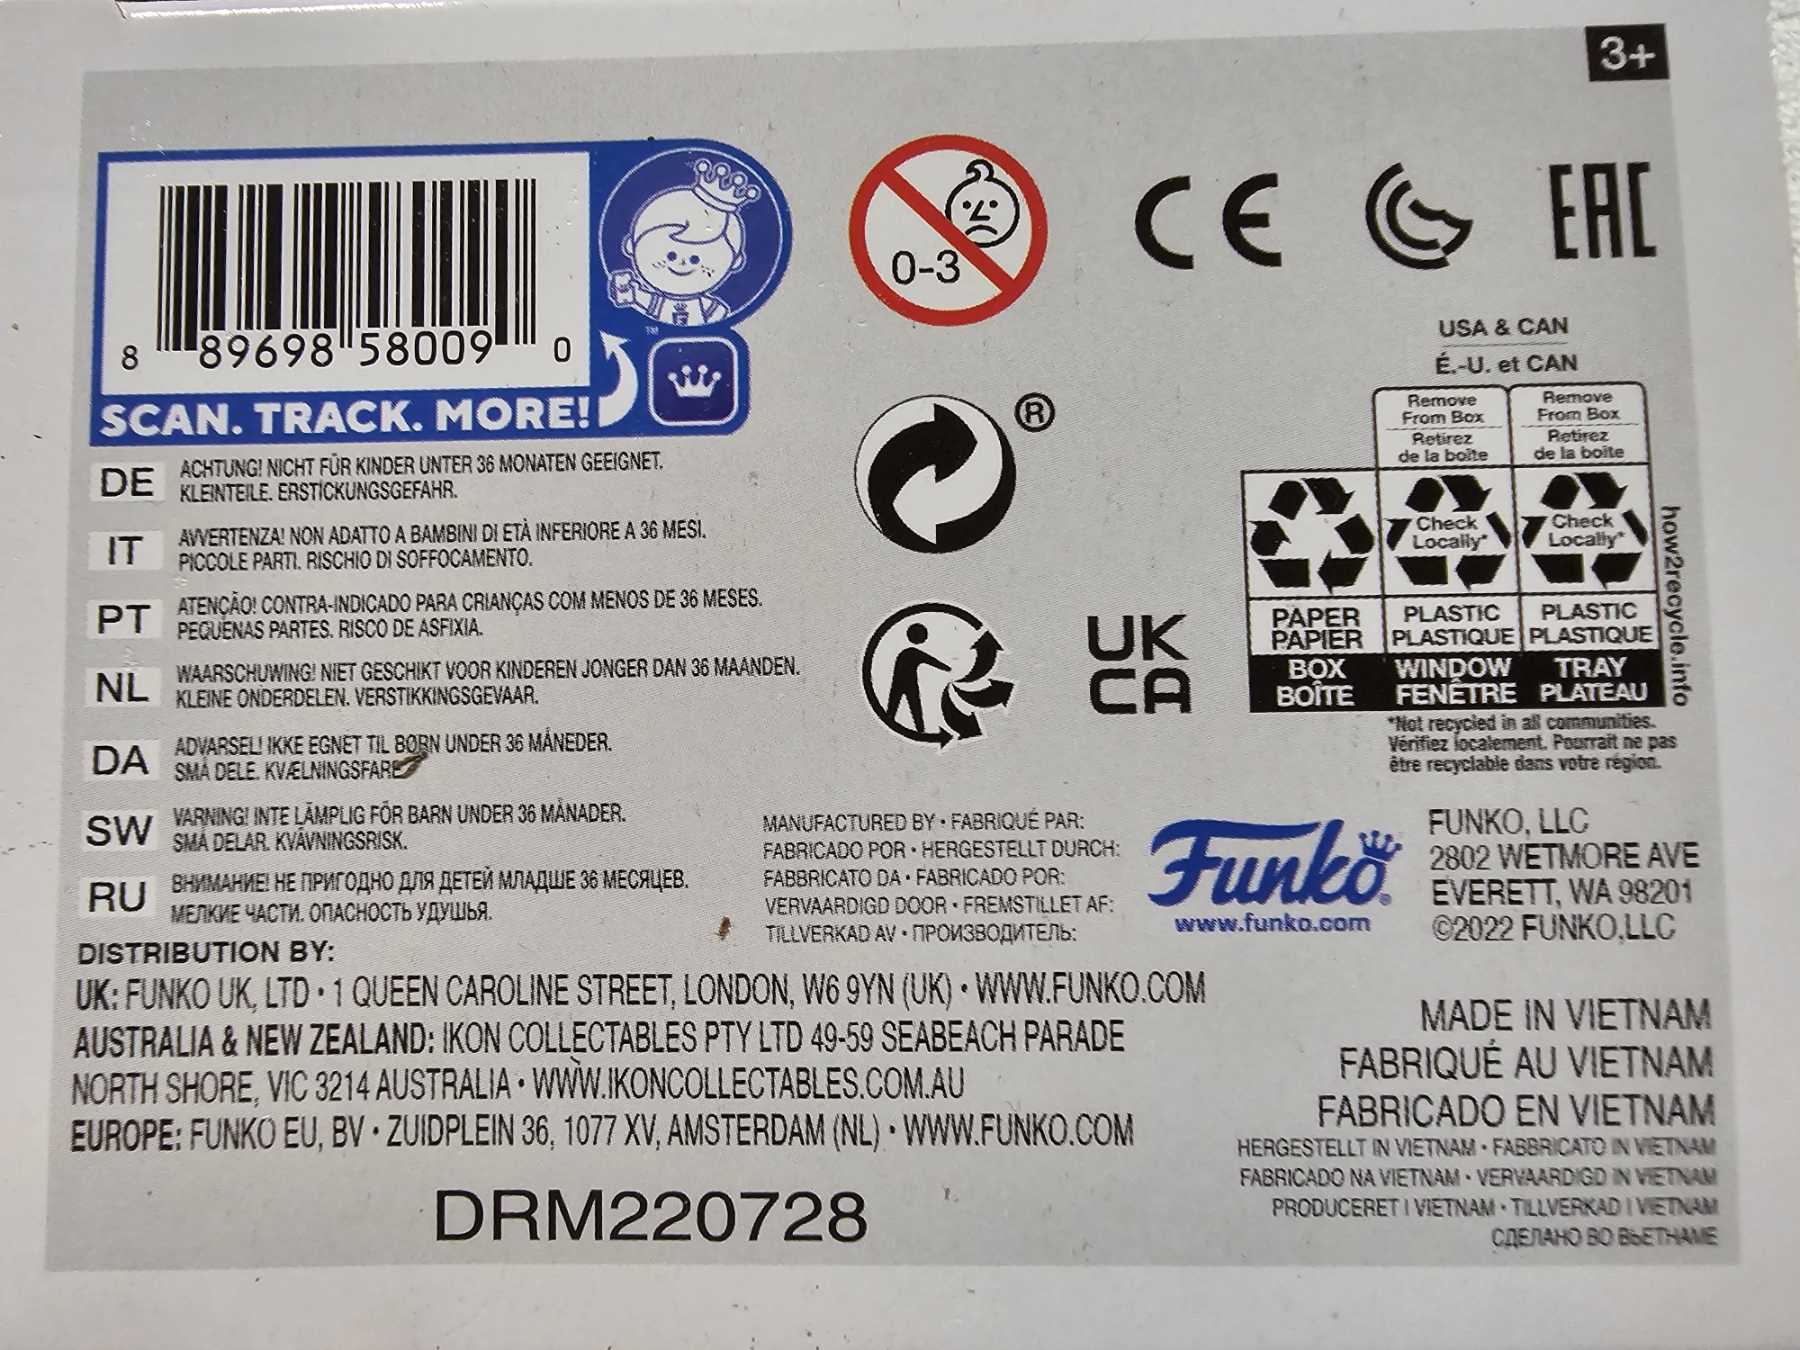 3+
8 89698 58009 0
™
SCAN. TRACK. MORE!
0-3
CE
EAC
USA & CAN
É.-U. et CAN
Remove
From Box
Retirez
de la boîte
Remove
From Box
Retirez
de la boîte
®
Check
Locally*
Check
Locally*
PAPER
PAPIER
PLASTIC
PLASTIQUE
PLASTIC
PLASTIQUE
BOX
BOÎTE
WINDOW
FENÊTRE
TRAY
PLATEAU
how2recycle.info
*Not recycled in all communities.
Vérifiez localement. Pourrait ne pas
être recyclable dans votre région.
UK
CA
DE ACHTUNG! NICHT FÜR KINDER UNTER 36 MONATEN GEEIGNET.
KLEINTEILE. ERSTICKUNGSGEFAHR.
IT AVVERTENZA! NON ADATTO A BAMBINI DI ETÀ INFERIORE A 36 MESI.
PICCOLE PARTI. RISCHIO DI SOFFOCAMENTO.
PT ATENÇÃO! CONTRA-INDICADO PARA CRIANÇAS COM MENOS DE 36 MESES.
PEQUENAS PARTES. RISCO DE ASFIXIA.
NL WAARSCHUWING! NIET GESCHIKT VOOR KINDEREN JONGER DAN 36 MAANDEN.
KLEINE ONDERDELEN. VERSTIKKINGSGEVAAR.
DA ADVARSEL! IKKE EGNET TIL BØRN UNDER 36 MÅNEDER.
SMÅ DELE. KVÆLNINGSFARE
SW VARNING! INTE LÄMPLIG FÖR BARN UNDER 36 MÅNADER.
SMÅ DELAR. KVÄVNINGSRISK.
RU ВНИМАНИЕ! НЕ ПРИГОДНО ДЛЯ ДЕТЕЙ МЛАДШЕ 36 МЕСЯЦЕВ.
МЕЛКИЕ ЧАСТИ. ОПАСНОСТЬ УДУШЬЯ.
MANUFACTURED BY • FABRIQUÉ PAR:
FABRICADO POR • HERGESTELLT DURCH:
FABBRICATO DA • FABRICADO POR:
VERVAARDIGD DOOR • FREMSTILLET AF:
TILLVERKAD AV • ПРОИЗВОДИТЕЛЬ:
Funko®
www.funko.com
FUNKO, LLC
2802 WETMORE AVE
EVERETT, WA 98201
©2022 FUNKO,LLC
DISTRIBUTION BY:
UK: FUNKO UK, LTD • 1 QUEEN CAROLINE STREET, LONDON, W6 9YN (UK) • WWW.FUNKO.COM
AUSTRALIA & NEW ZEALAND: IKON COLLECTABLES PTY LTD 49-59 SEABEACH PARADE
NORTH SHORE, VIC 3214 AUSTRALIA • WWW.IKONCOLLECTABLES.COM.AU
EUROPE: FUNKO EU, BV • ZUIDPLEIN 36, 1077 XV, AMSTERDAM (NL) • WWW.FUNKO.COM
MADE IN VIETNAM
FABRIQUÉ AU VIETNAM
FABRICADO EN VIETNAM
HERGESTELLT IN VIETNAM • FABBRICATO IN VIETNAM
FABRICADO NA VIETNAM • VERVAARDIGD IN VIETNAM
PRODUCERET I VIETNAM • TILLVERKAD I VIETNAM
СДЕЛАНО ВО ВЬЕТНАМЕ
DRM220728